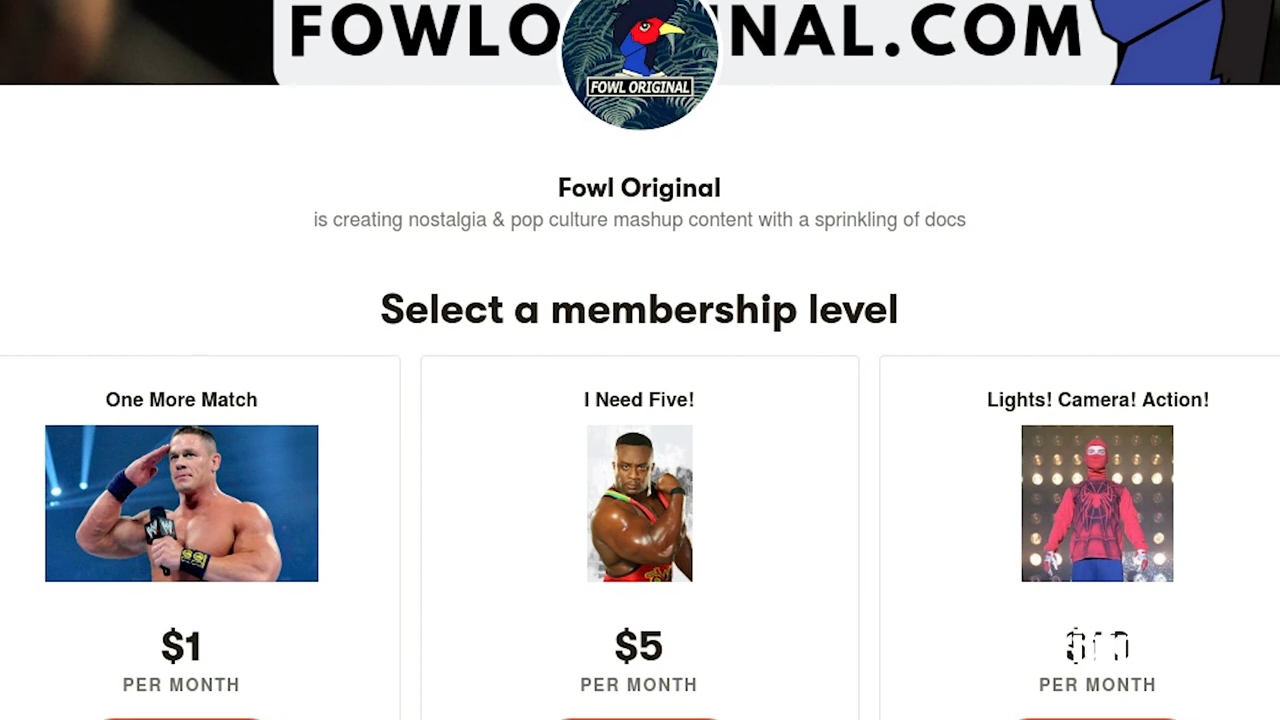 FOWLO NAL.COM
FOWL ORIGINAL
Fowl Original
is creating nostalgia & pop culture mashup content with a sprinkling of docs
Select a membership level
One More Match
I Need Five!
Lights! Camera! Action!
$1
$5
PER MONTH
PER MONTH
PER MONTH